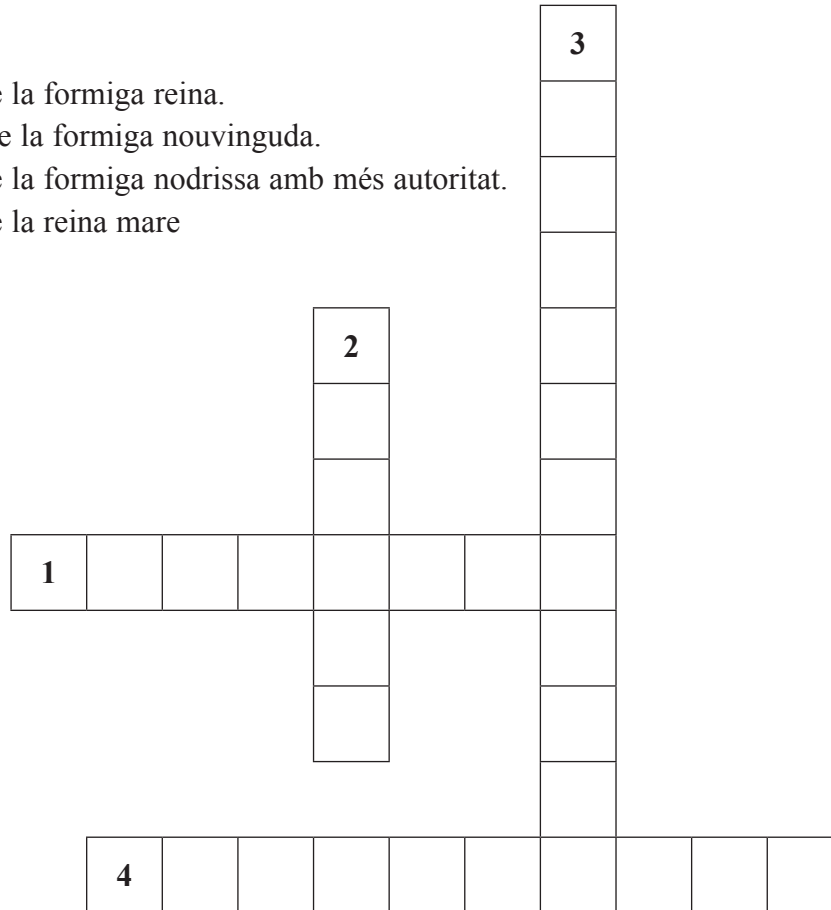 3
la formiga reina.
la formiga nouvinguda.
la formiga nodrissa amb més autoritat.
la reina mare
2
1
4